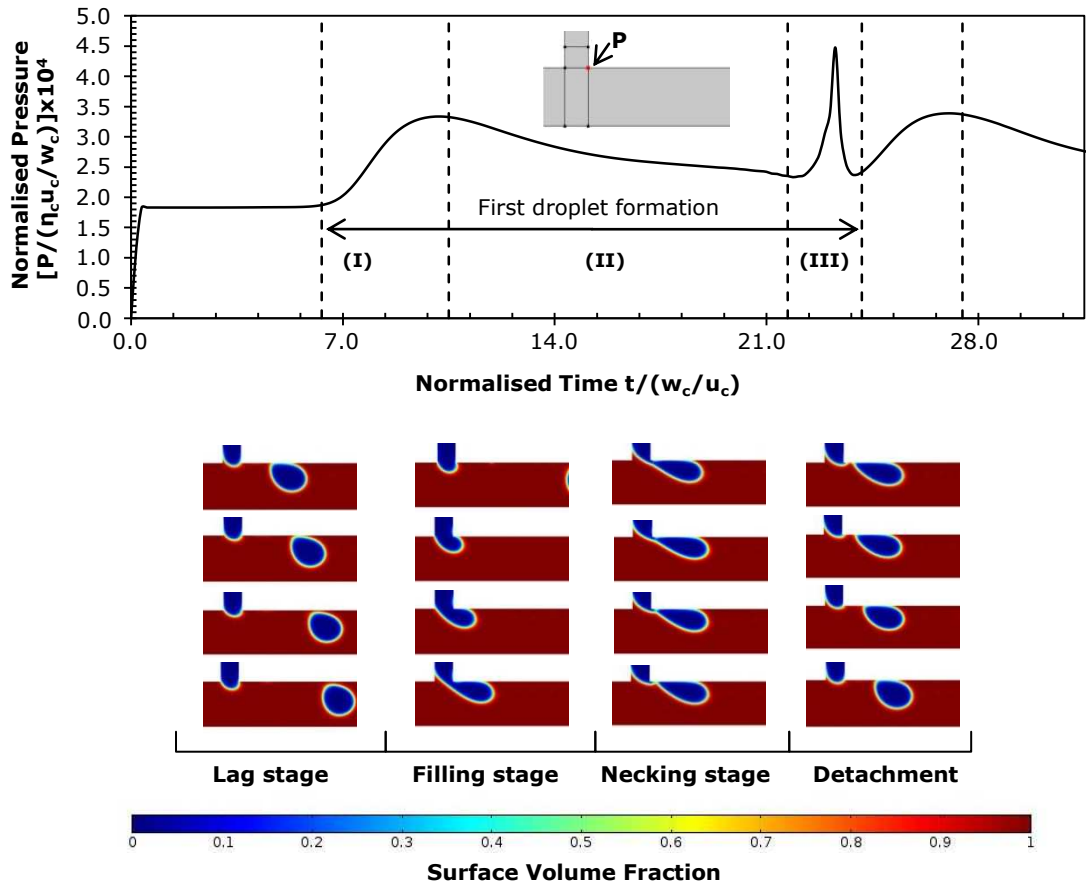 Normalised Pressure
[P/(ηcuc/wc)]x10⁴
5.0
4.5
4.0
3.5
3.0
2.5
2.0
1.5
1.0
0.5
0.0
P
First droplet formation
(I) (II) (III)
0.0 7.0 14.0 21.0 28.0
Normalised Time t/(wc/uc)
Lag stage Filling stage Necking stage Detachment
0 0.1 0.2 0.3 0.4 0.5 0.6 0.7 0.8 0.9 1
Surface Volume Fraction